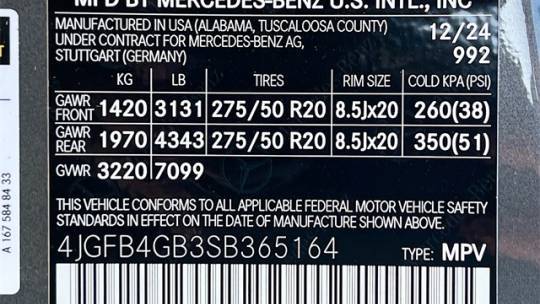 MFD BY MERCEDES-BENZ U.S. INTL., INC
MANUFACTURED IN USA (ALABAMA, TUSCALOOSA COUNTY) 12/24
UNDER CONTRACT FOR MERCEDES-BENZ AG, 992
STUTTGART (GERMANY)
KG LB TIRES RIM SIZE COLD KPA (PSI)
GAWR FRONT 1420 3131 275/50 R20 8.5Jx20 260(38)
GAWR REAR 1970 4343 275/50 R20 8.5Jx20 350(51)
GVWR 3220 7099
THIS VEHICLE CONFORMS TO ALL APPLICABLE FEDERAL MOTOR VEHICLE SAFETY
STANDARDS IN EFFECT ON THE DATE OF MANUFACTURE SHOWN ABOVE.
4JGFB4GB3SB365164 TYPE: MPV
A 167 584 84 33